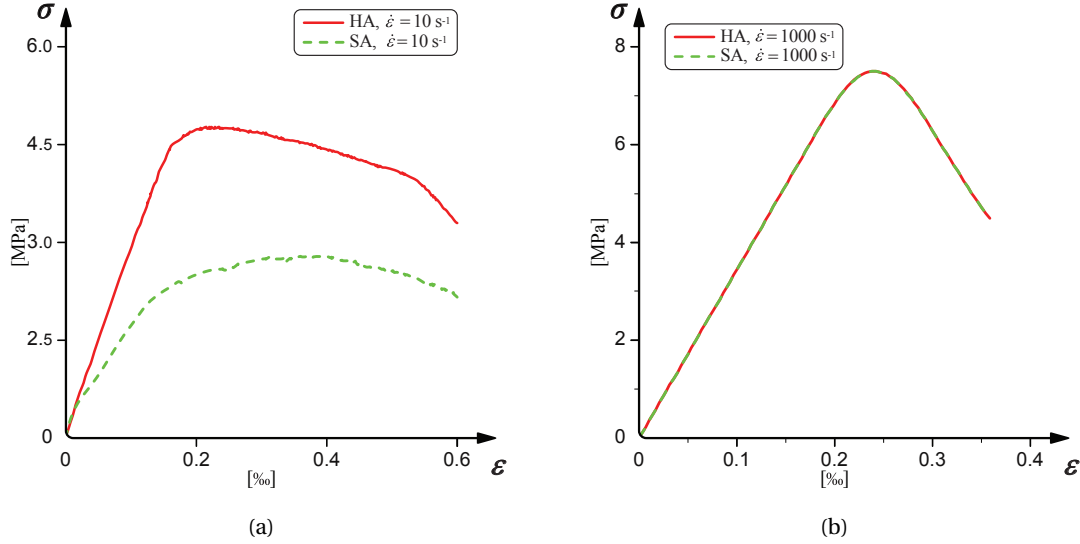 σ
HA, ε̇ = 10 s-1
SA, ε̇ = 10 s-1
6.0
4.5
3.0
2.5
0
[MPa]
0
0.2
0.4
0.6
ε
[‰]
(a)
σ
HA, ε̇ = 1000 s-1
SA, ε̇ = 1000 s-1
8
6
4
2
0
[MPa]
0
0.1
0.2
0.3
0.4
ε
[‰]
(b)